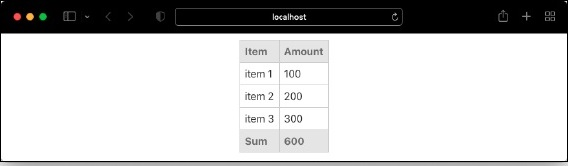 localhost
Item Amount
item 1 100
item 2 200
item 3 300
Sum 600